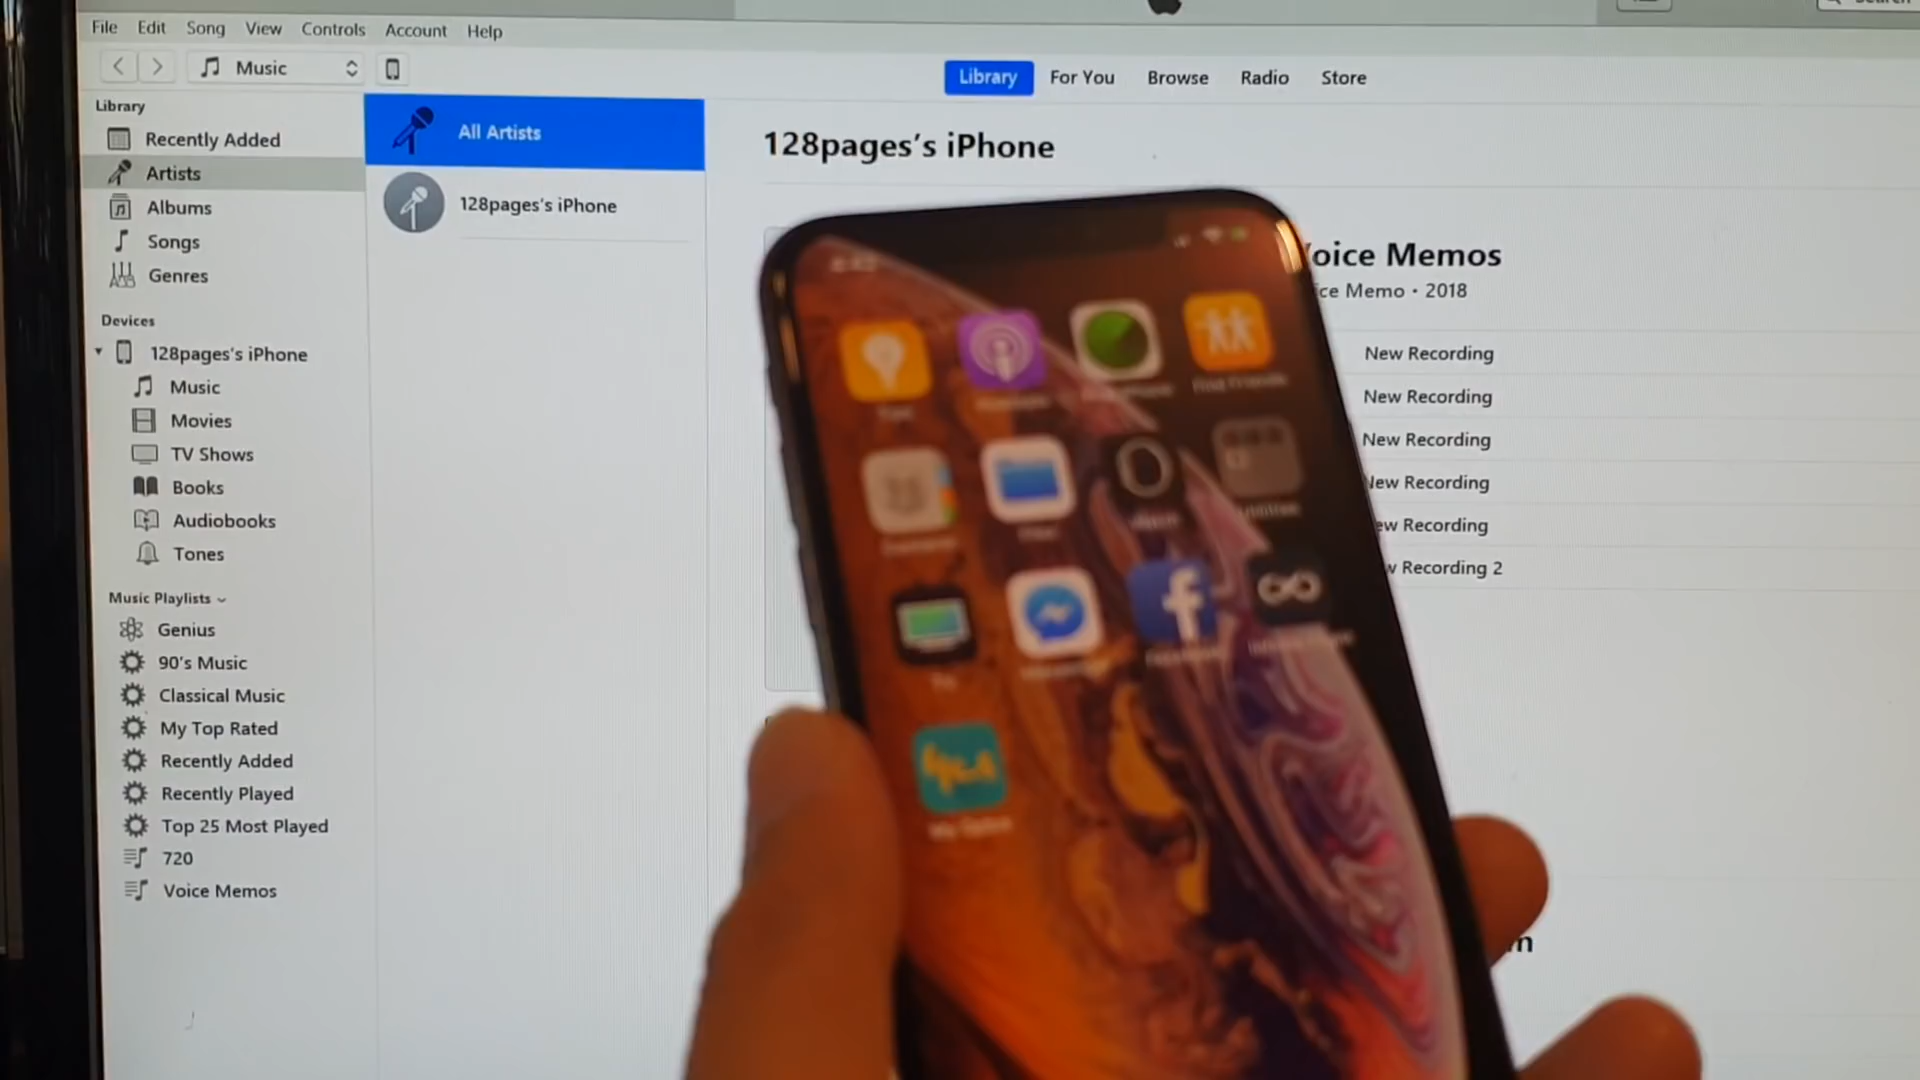 File Edit Song View Controls Account Help
Music
Library For You Browse Radio Store
Library
Recently Added
Artists
Albums
Songs
Genres
Devices
128pages's iPhone
Music
Movies
TV Shows
Books
Audiobooks
Tones
Music Playlists
Genius
90's Music
Classical Music
My Top Rated
Recently Added
Recently Played
Top 25 Most Played
720
Voice Memos
All Artists
128pages's iPhone
128pages's iPhone
oice Memos
ce Memo • 2018
New Recording
New Recording
New Recording
New Recording
ew Recording
w Recording 2
Find Friends